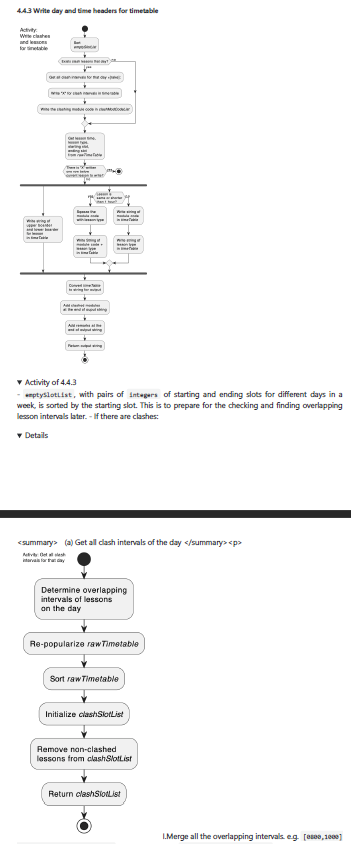 4.4.3 Write day and time headers for timetable
Activity:
Write clashes
and lessons
for timetable
Sort
emptySlotList
Exists clash lessons that day?
no
yes
Get all clash intervals for that day
Write "X" for clash intervals in time table
Write the clashing module code in clashModCodeList
Get lesson time,
lesson type,
starting slot,
ending slot
from rawTimeTable
There is "X" written
one row below
current lesson to write?
yes
no
Lesson is
same or shorter
than 1 hour?
yes
no
Write string of
upper boarder
and lower boarder
for lesson
in timeTable
Replace the
module code
with lesson type
Write string of
module code
in timeTable
Write String of
module code +
lesson type
in timeTable
Write string of
lesson type
in timeTable
Convert timeTable
to string for output
Add clashed modules
at the end of ouput string
Add remarks at the
end of output string
Return output string
▼ Activity of 4.4.3
- emptySlotList, with pairs of integers of starting and ending slots for different days in a
week, is sorted by the starting slot. This is to prepare for the checking and finding overlapping
lesson intervals later. - If there are clashes:
▼ Details
<summary> (a) Get all clash intervals of the day </summary><p>
Activity: Get all clash
intervals for that day
Determine overlapping
intervals of lessons
on the day
Re-popularize rawTimetable
Sort rawTimetable
Initialize clashSlotList
Remove non-clashed
lessons from clashSlotList
Return clashSlotList
I.Merge all the overlapping intervals. e.g. [0800,1000]